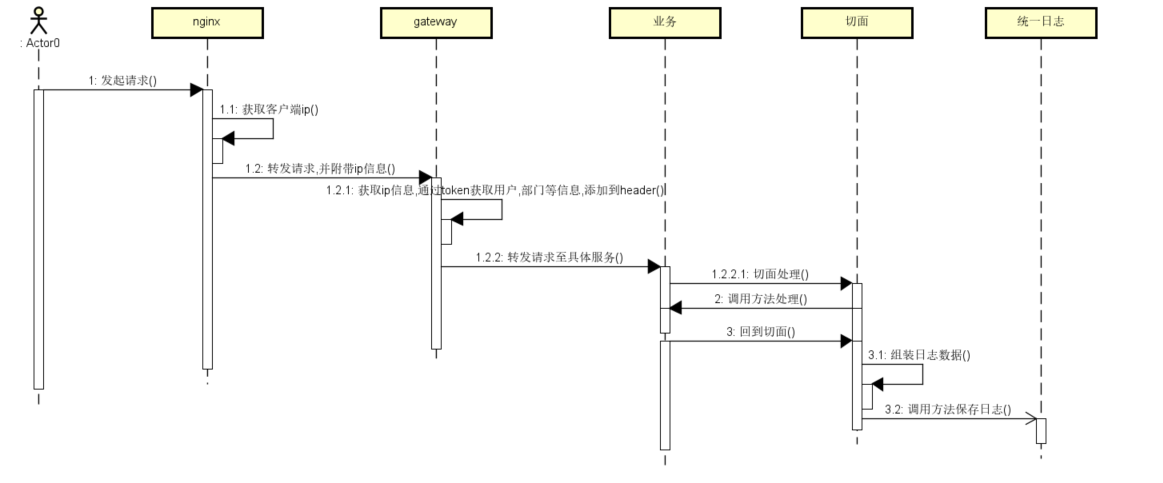 : Actor0
nginx
gateway
业务
切面
统一日志
1: 发起请求()
1.1: 获取客户端ip()
1.2: 转发请求,并附带ip信息()
1.2.1: 获取ip信息,通过token获取用户,部门等信息,添加到header()
1.2.2: 转发请求至具体服务()
1.2.2.1: 切面处理()
2: 调用方法处理()
3: 回到切面()
3.1: 组装日志数据()
3.2: 调用方法保存日志()